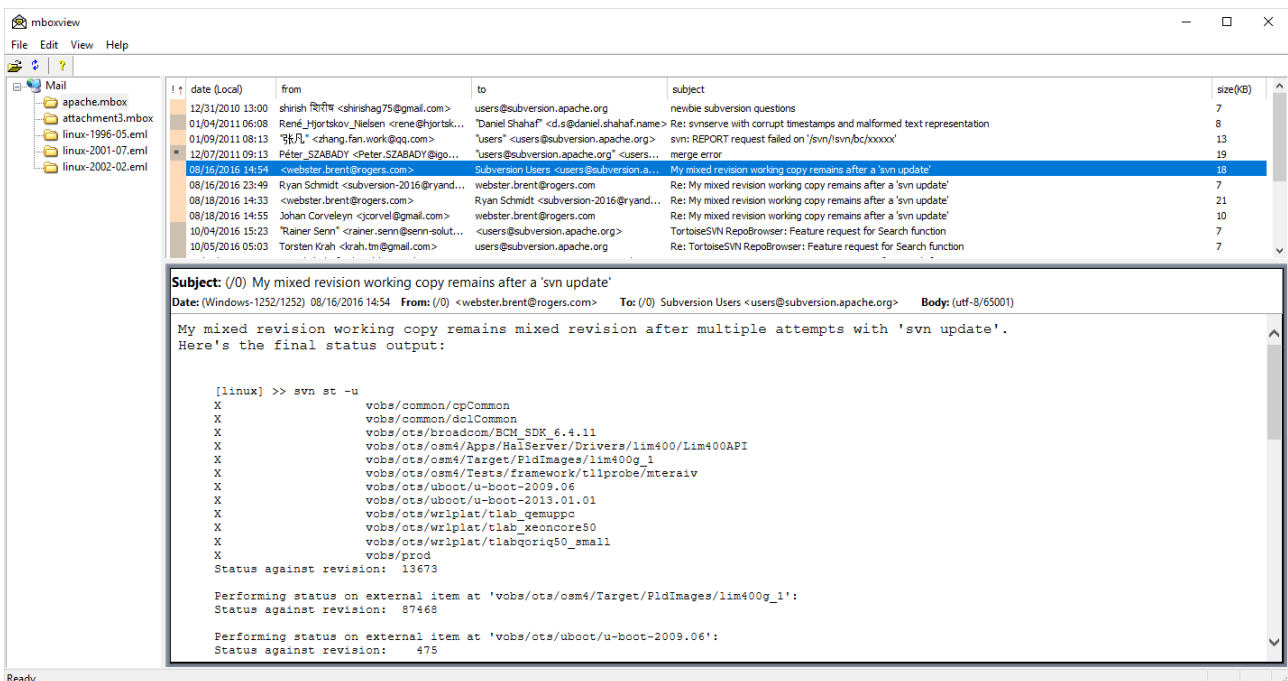 mboxview
File Edit View Help
Mail
apache.mbox
attachment3.mbox
linux-1996-05.eml
linux-2001-07.eml
linux-2002-02.eml
! ↑ date (Local) from to subject size(KB)
12/31/2010 13:00 shirish शिरीष <shirishag75@gmail.com> users@subversion.apache.org newbie subversion questions 7
01/04/2011 06:08 René_Hjortskov_Nielsen <rene@hjortsk... "Daniel Shahaf" <d.s@daniel.shahaf.name> Re: svnserve with corrupt timestamps and malformed text representation 8
01/09/2011 08:13 "张凡" <zhang.fan.work@qq.com> "users" <users@subversion.apache.org> svn: REPORT request failed on '/svn/!svn/bc/xxxxx' 13
* 12/07/2011 09:13 Péter_SZABADY <Peter.SZABADY@igo... "users@subversion.apache.org" <users... merge error 19
08/16/2016 14:54 <webster.brent@rogers.com> Subversion Users <users@subversion.a... My mixed revision working copy remains after a 'svn update' 18
08/16/2016 23:49 Ryan Schmidt <subversion-2016@ryand... webster.brent@rogers.com Re: My mixed revision working copy remains after a 'svn update' 7
08/18/2016 14:33 <webster.brent@rogers.com> Ryan Schmidt <subversion-2016@ryand... Re: My mixed revision working copy remains after a 'svn update' 21
08/18/2016 14:55 Johan Corveleyn <jcorvel@gmail.com> webster.brent@rogers.com Re: My mixed revision working copy remains after a 'svn update' 10
10/04/2016 15:23 "Rainer Senn" <rainer.senn@senn-solut... <users@subversion.apache.org> TortoiseSVN RepoBrowser: Feature request for Search function 7
10/05/2016 05:03 Torsten Krah <krah.tm@gmail.com> users@subversion.apache.org Re: TortoiseSVN RepoBrowser: Feature request for Search function 7
Subject: (/0) My mixed revision working copy remains after a 'svn update'
Date: (Windows-1252/1252) 08/16/2016 14:54 From: (/0) <webster.brent@rogers.com> To: (/0) Subversion Users <users@subversion.apache.org> Body: (utf-8/65001)
My mixed revision working copy remains mixed revision after multiple attempts with 'svn update'.
Here's the final status output:
[linux] >> svn st -u
X vobs/common/cpCommon
X vobs/common/dclCommon
X vobs/ots/broadcom/BCM_SDK_6.4.11
X vobs/ots/osm4/Apps/HalServer/Drivers/lim400/Lim400API
X vobs/ots/osm4/Target/PldImages/lim400g_1
X vobs/ots/osm4/Tests/framework/tl1probe/mteraiv
X vobs/ots/uboot/u-boot-2009.06
X vobs/ots/uboot/u-boot-2013.01.01
X vobs/ots/wrlplat/tlab_qemuppc
X vobs/ots/wrlplat/tlab_xeoncore50
X vobs/ots/wrlplat/tlabqoriq50_small
X vobs/prod
Status against revision: 13673
Performing status on external item at 'vobs/ots/osm4/Target/PldImages/lim400g_1':
Status against revision: 87468
Performing status on external item at 'vobs/ots/uboot/u-boot-2009.06':
Status against revision: 475
Ready